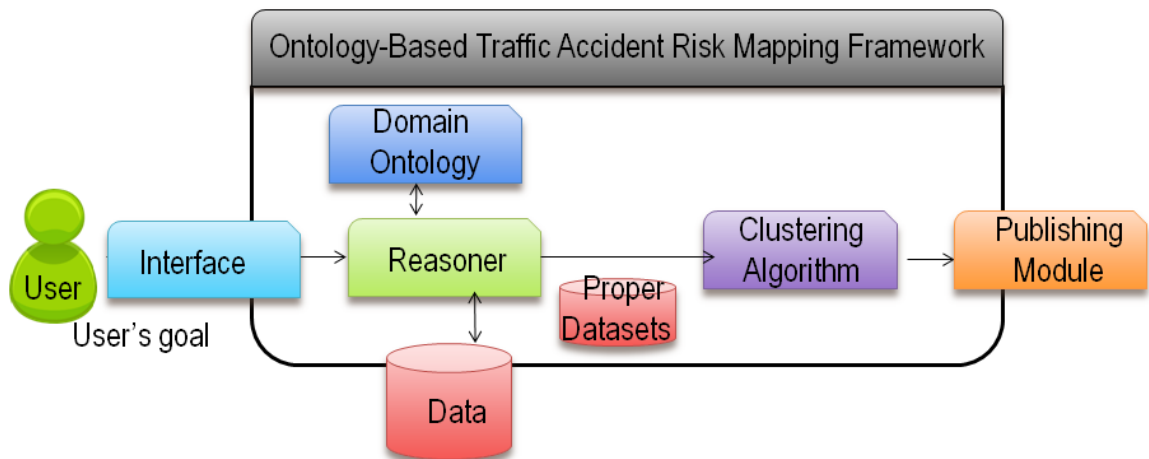 Ontology-Based Traffic Accident Risk Mapping Framework
Domain
Ontology
User
Interface
Reasoner
Clustering
Algorithm
Publishing
Module
User’s goal
Proper
Datasets
Data